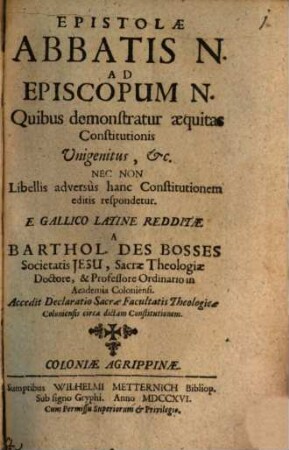 1.
EPISTOLÆ
ABBATIS N.
AD
EPISCOPUM N.
Quibus demonstratur æquitas
Constitutionis
Unigenitus, &c.
NEC NON
Libellis adversùs hanc Constitutionem
editis respondetur.
E GALLICO LATINE REDDITÆ
A
BARTHOL. DES BOSSES
Societatis JESU, Sacræ Theologiæ
Doctore, & Professore Ordinario in
Academia Coloniensi.
Accedit Declaratio Sacræ Facultatis Theologicæ
Coloniensis circa dictam Constitutionem.
COLONIÆ AGRIPPINÆ.
Sumptibus WILHELMI METTERNICH Bibliop.
Sub signo Gryphi. Anno MDCCXVI.
Cum Permissu Superiorum & Privilegio.